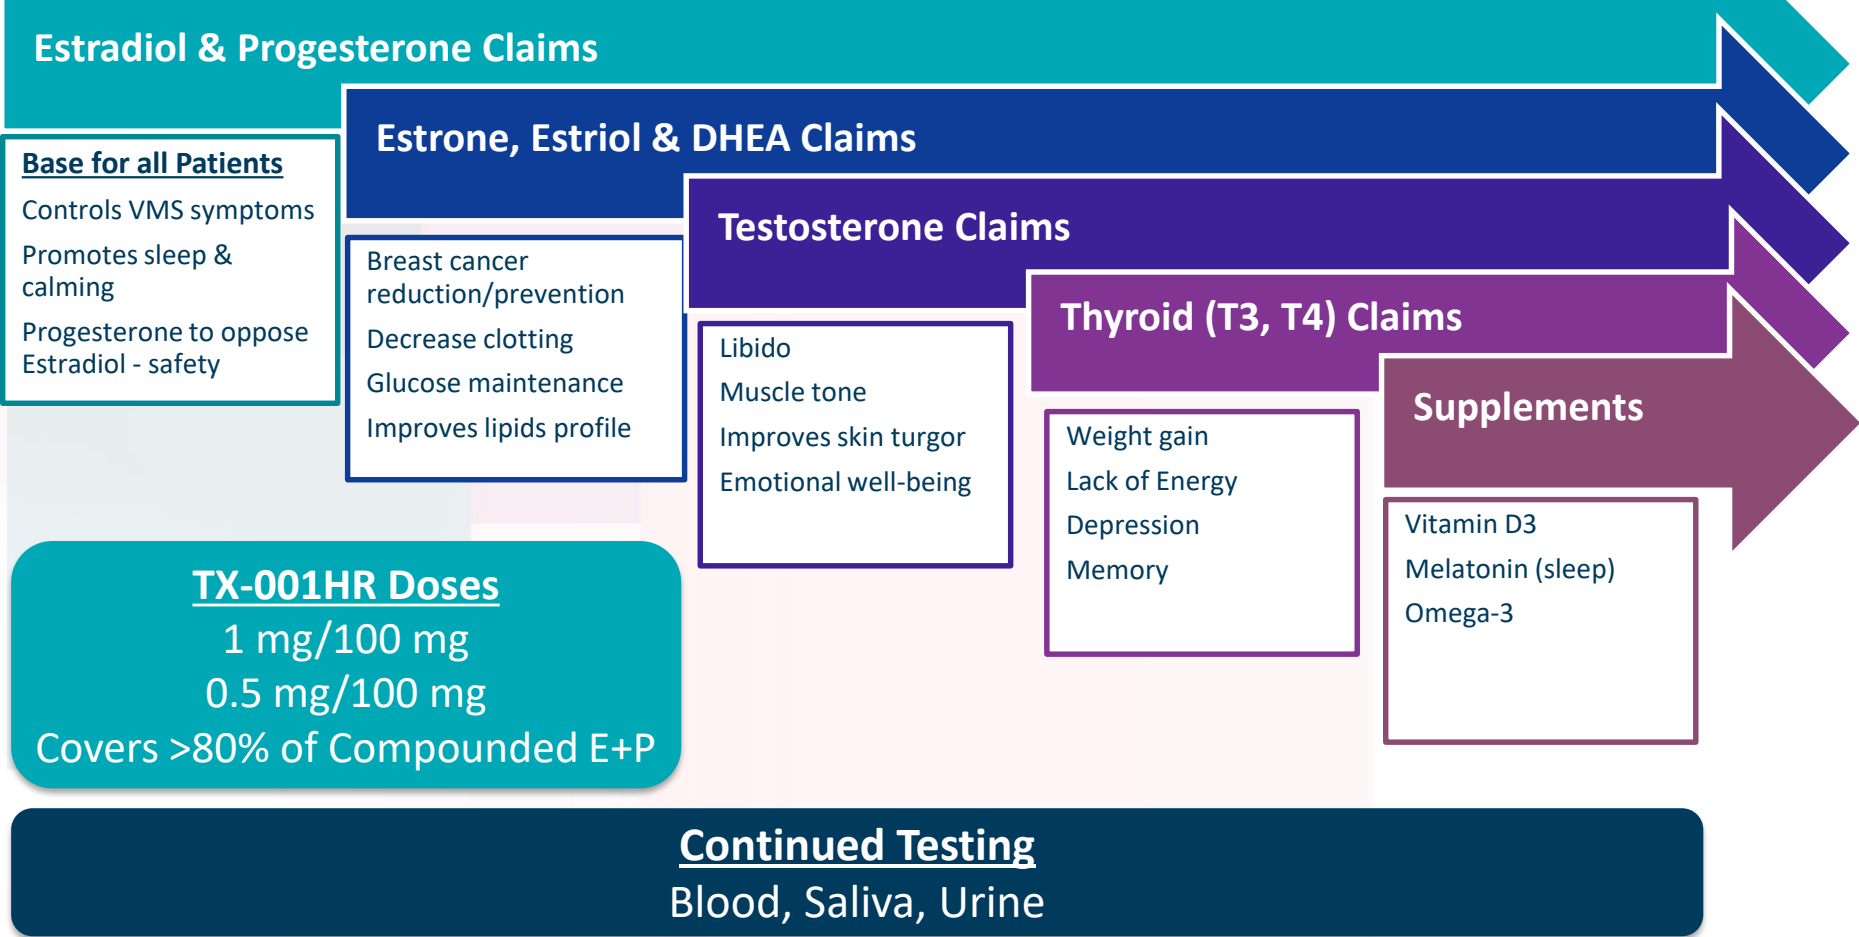 Estradiol & Progesterone Claims
Base for all Patients
Controls VMS symptoms
Promotes sleep &
calming
Progesterone to oppose
Estradiol - safety
Estrone, Estriol & DHEA Claims
Breast cancer
reduction/prevention
Decrease clotting
Glucose maintenance
Improves lipids profile
Testosterone Claims
Libido
Muscle tone
Improves skin turgor
Emotional well-being
Thyroid (T3, T4) Claims
Weight gain
Lack of Energy
Depression
Memory
Supplements
Vitamin D3
Melatonin (sleep)
Omega-3
TX-001HR Doses
1 mg/100 mg
0.5 mg/100 mg
Covers >80% of Compounded E+P
Continued Testing
Blood, Saliva, Urine